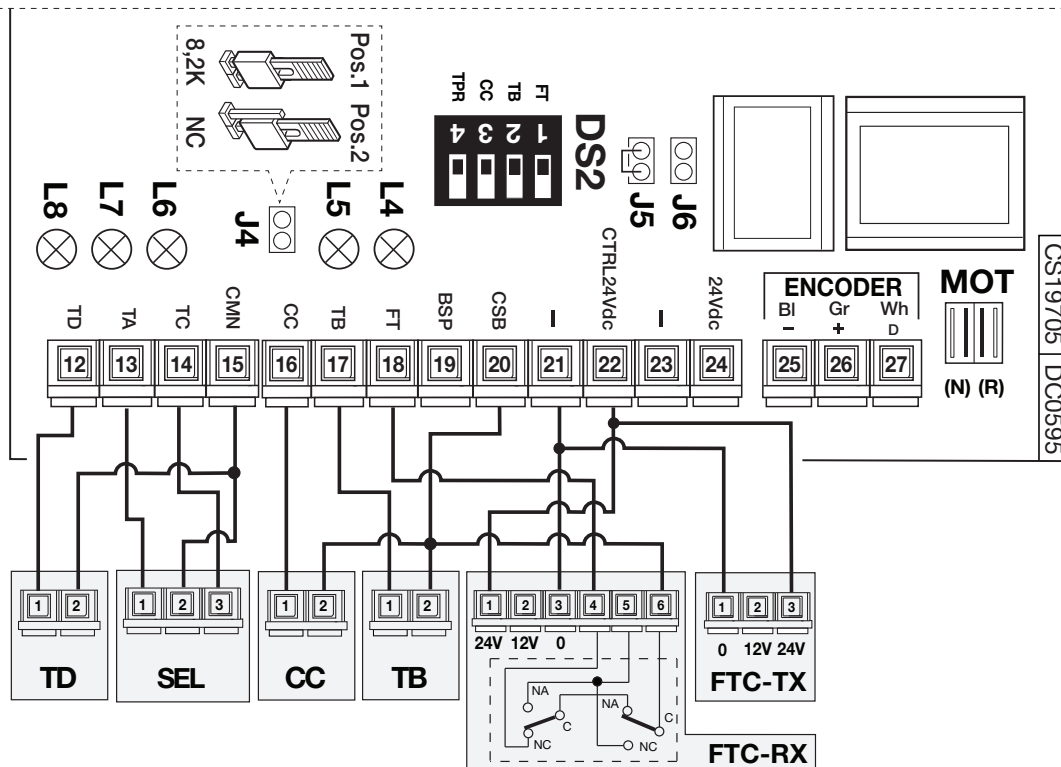 8,2K NC
Pos.1 Pos.2
TPR CC TB FT
4 3 2 1
DS2
J5 J6
L8 L7 L6 J4 L5 L4
TD TA TC CMN CC TB FT BSP CSB – CTRL24Vdc – 24Vdc
ENCODER
Bl Gr Wh
– + D
MOT
(N) (R)
CS19705 DC0595
12 13 14 15 16 17 18 19 20 21 22 23 24 25 26 27
1 2
TD
1 2 3
SEL
1 2
CC
1 2
TB
1 2 3 4 5 6
24V 12V 0
NA C NC
NA C NC
FTC-RX
1 2 3
0 12V 24V
FTC-TX